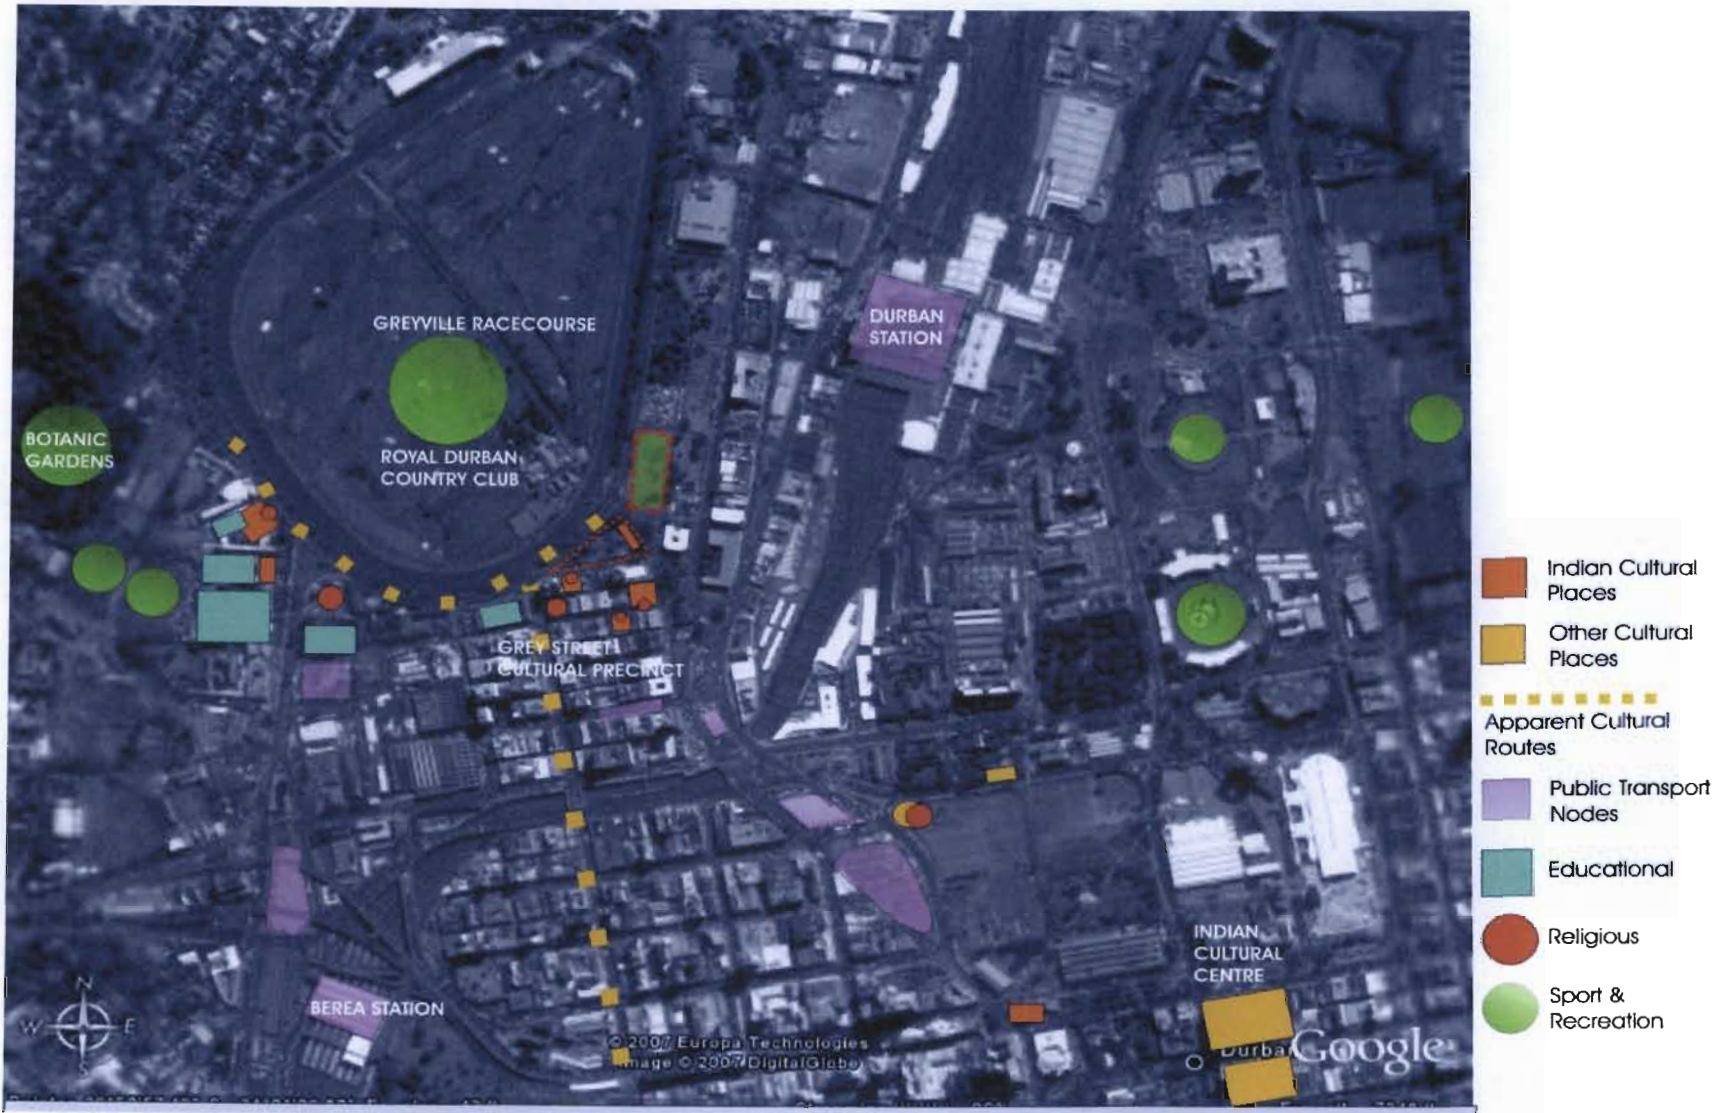 GREYVILLE RACECOURSE
DURBAN
STATION
BOTANIC
GARDENS
ROYAL DURBAN
COUNTRY CLUB
GREY STREET
CULTURAL PRECINCT
INDIAN
CULTURAL
CENTRE
BEREA STATION
N
W
E
S
© 2007 Europa Technologies
Image © 2007 DigitalGlobe
Durban
Google
Indian Cultural
Places
Other Cultural
Places
Apparent Cultural
Routes
Public Transport
Nodes
Educational
Religious
Sport &
Recreation